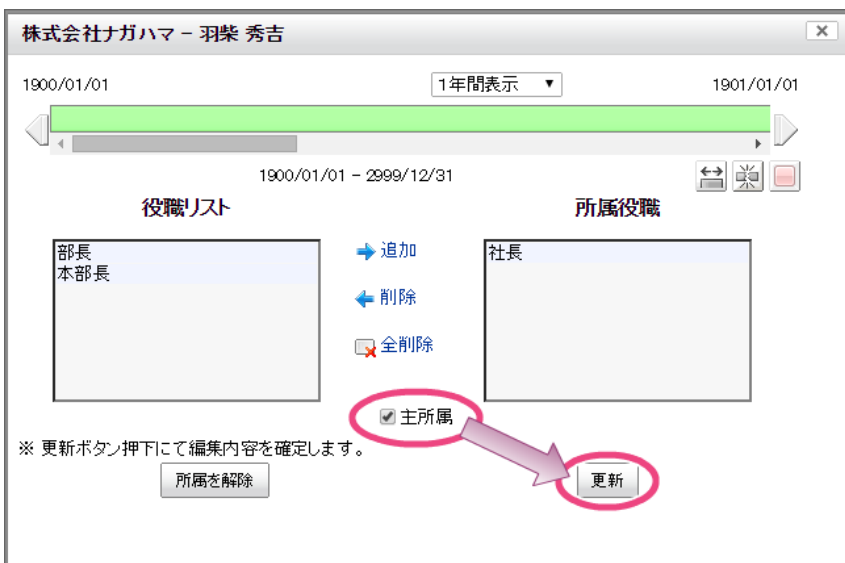 株式会社ナガハマ - 羽柴 秀吉
1900/01/01
1年間表示
1901/01/01
1900/01/01 - 2999/12/31
役職リスト
所属役職
部長
本部長
追加
削除
全削除
社長
主所属
※ 更新ボタン押下にて編集内容を確定します。
所属を解除
更新